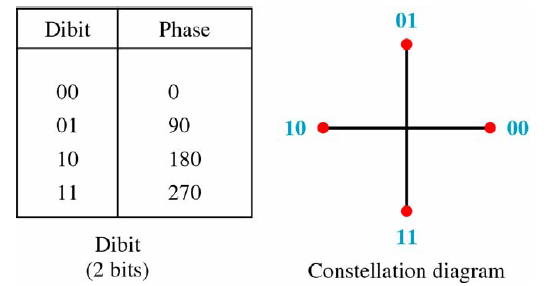 Dibit Phase
00 0
01 90
10 180
11 270
Dibit
(2 bits)
01
10 00
11
Constellation diagram